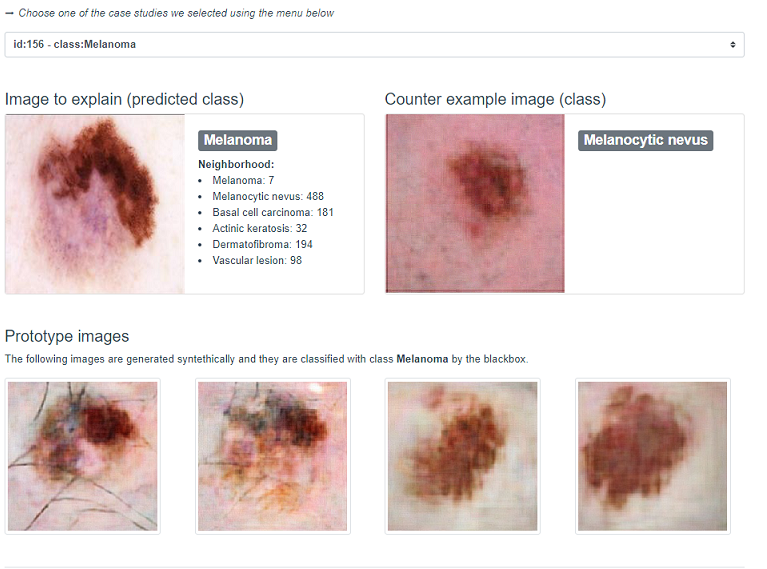 → Choose one of the case studies we selected using the menu below
id:156 - class:Melanoma
Image to explain (predicted class)
Melanoma
Neighborhood:
• Melanoma: 7
• Melanocytic nevus: 488
• Basal cell carcinoma: 181
• Actinic keratosis: 32
• Dermatofibroma: 194
• Vascular lesion: 98
Counter example image (class)
Melanocytic nevus
Prototype images
The following images are generated syntethically and they are classified with class Melanoma by the blackbox.